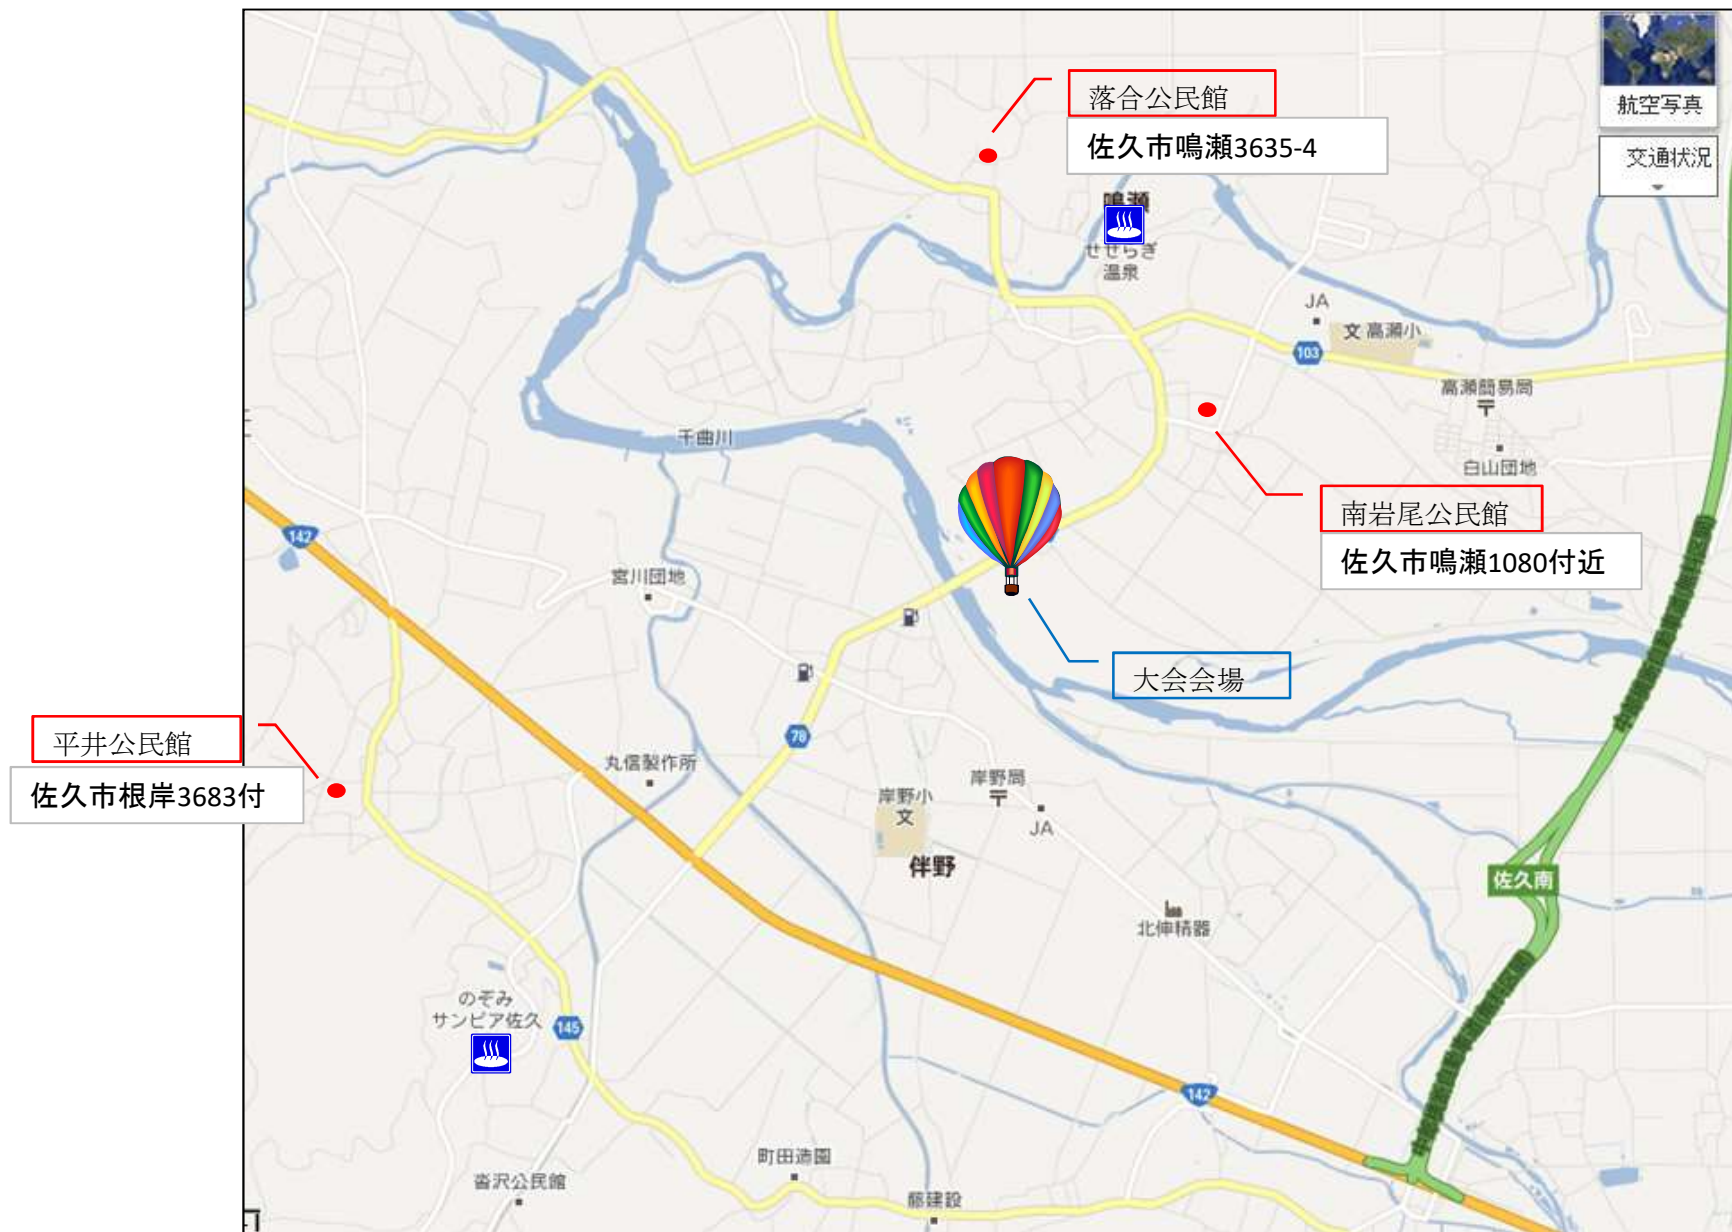 航空写真
交通状況
落合公民館
佐久市鳴瀬3635-4
鳴瀬
せせらぎ
温泉
JA
文 高瀬小
103
高瀬簡易局
〒
白山団地
千曲川
南岩尾公民館
佐久市鳴瀬1080付近
142
宮川団地
大会会場
平井公民館
佐久市根岸3683付
78
丸信製作所
岸野小
文
岸野局
〒
JA
伴野
佐久南
北伸精器
のぞみ
サンピア佐久
145
142
町田造園
沓沢公民館